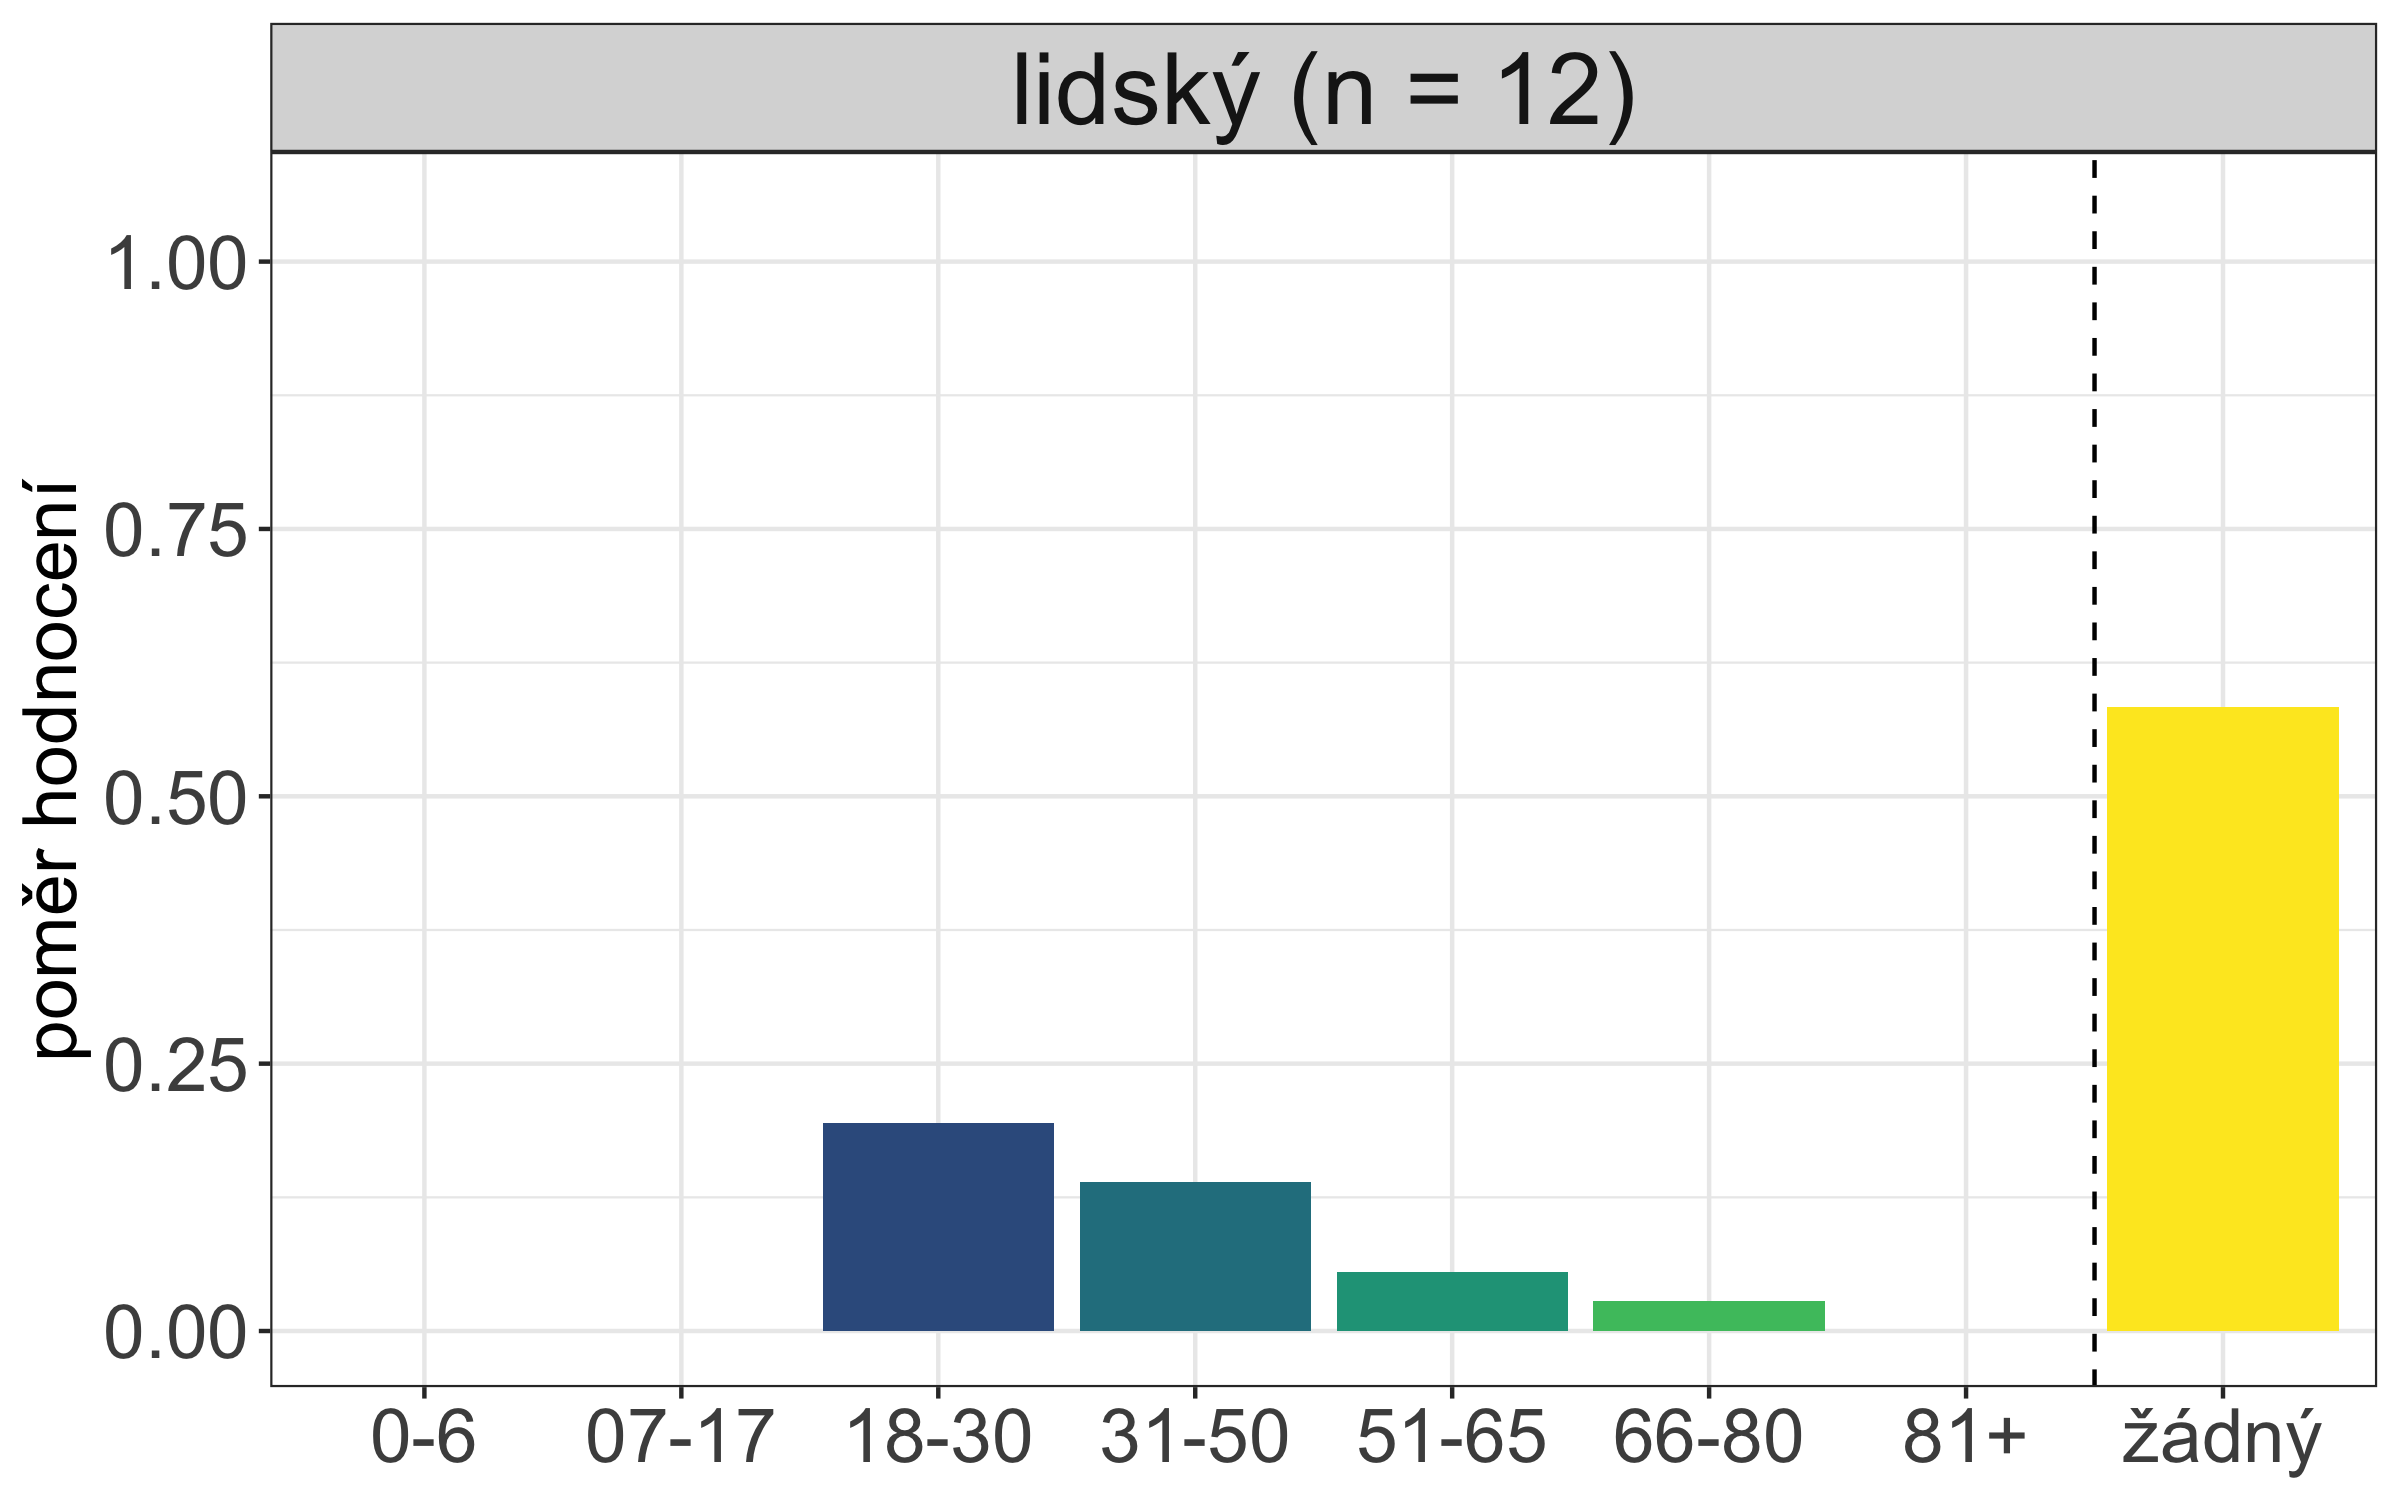 lidský (n = 12)
poměr hodnocení
1.00
0.75
0.50
0.25
0.00
0-6 07-17 18-30 31-50 51-65 66-80 81+ žádný